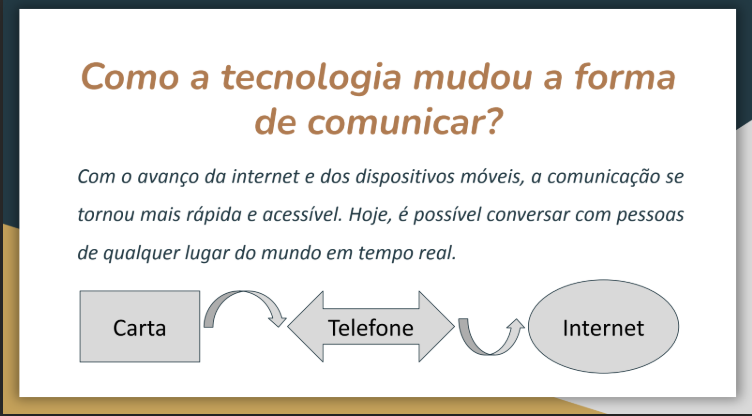 Como a tecnologia mudou a forma
de comunicar?
Com o avanço da internet e dos dispositivos móveis, a comunicação se
tornou mais rápida e acessível. Hoje, é possível conversar com pessoas
de qualquer lugar do mundo em tempo real.
Carta
Telefone
Internet